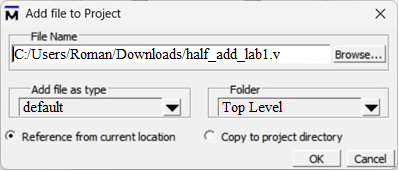 Add file to Project
File Name
C:/Users/Roman/Downloads/half_add_lab1.v
Browse...
Add file as type
Folder
default
Top Level
Reference from current location
Copy to project directory
OK
Cancel